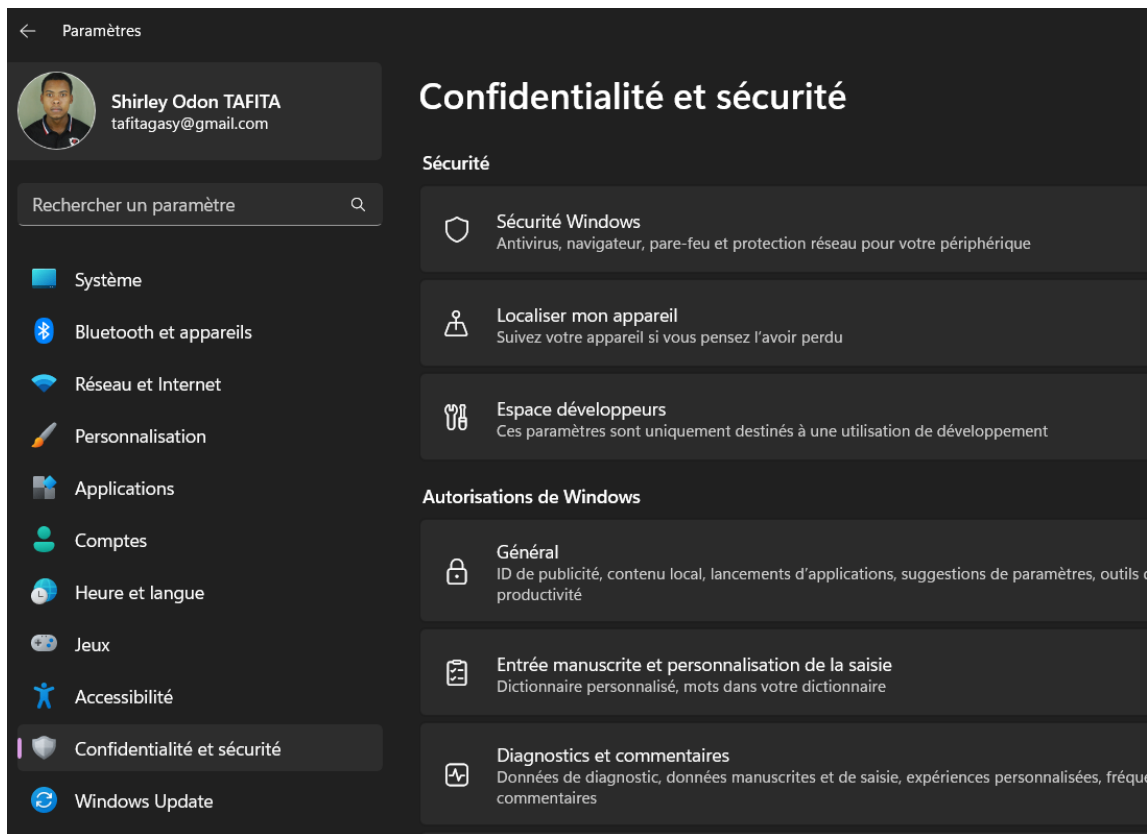 Paramètres
Shirley Odon TAFITA
tafitagasy@gmail.com
Rechercher un paramètre
Système
Bluetooth et appareils
Réseau et Internet
Personnalisation
Applications
Comptes
Heure et langue
Jeux
Accessibilité
Confidentialité et sécurité
Windows Update
Confidentialité et sécurité
Sécurité
Sécurité Windows
Antivirus, navigateur, pare-feu et protection réseau pour votre périphérique
Localiser mon appareil
Suivez votre appareil si vous pensez l’avoir perdu
Espace développeurs
Ces paramètres sont uniquement destinés à une utilisation de développement
Autorisations de Windows
Général
ID de publicité, contenu local, lancements d’applications, suggestions de paramètres, outils
productivité
Entrée manuscrite et personnalisation de la saisie
Dictionnaire personnalisé, mots dans votre dictionnaire
Diagnostics et commentaires
Données de diagnostic, données manuscrites et de saisie, expériences personnalisées,
commentaires